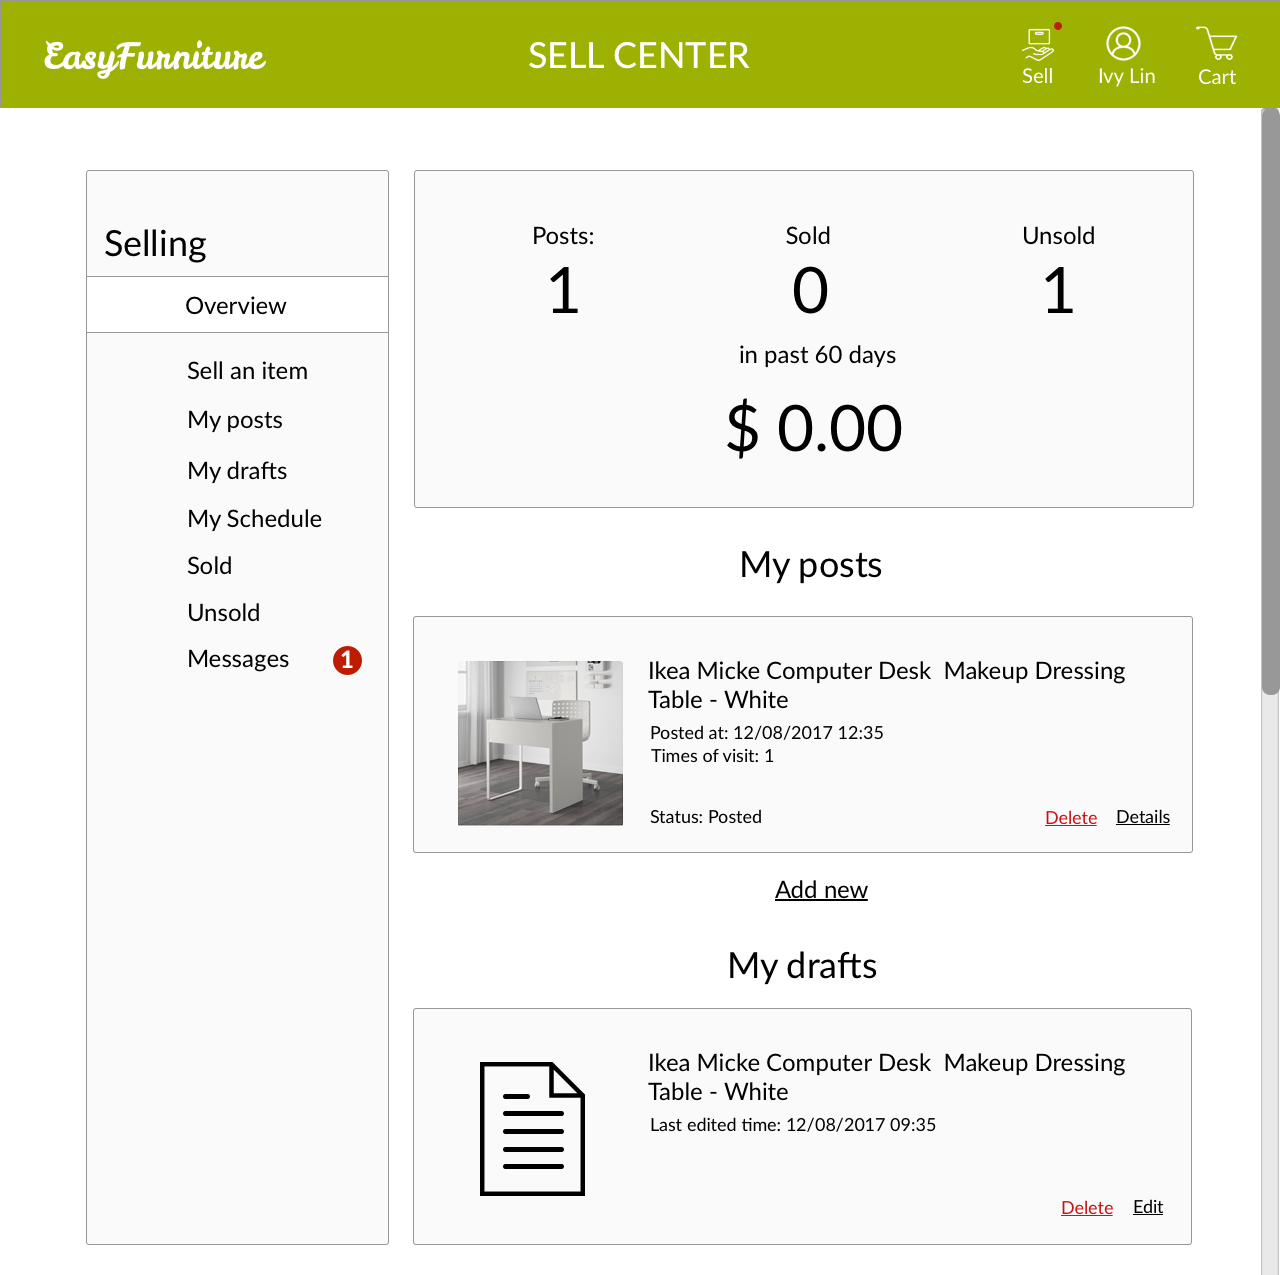 EasyFurniture
SELL CENTER
Sell
Ivy Lin
Cart
Selling
Overview
Sell an item
My posts
My drafts
My Schedule
Sold
Unsold
Messages 1
Posts: Sold Unsold
1 0 1
in past 60 days
$ 0.00
My posts
Ikea Micke Computer Desk  Makeup Dressing
Table - White
Posted at: 12/08/2017 12:35
Times of visit: 1
Status: Posted
Delete Details
Add new
My drafts
Ikea Micke Computer Desk  Makeup Dressing
Table - White
Last edited time: 12/08/2017 09:35
Delete Edit